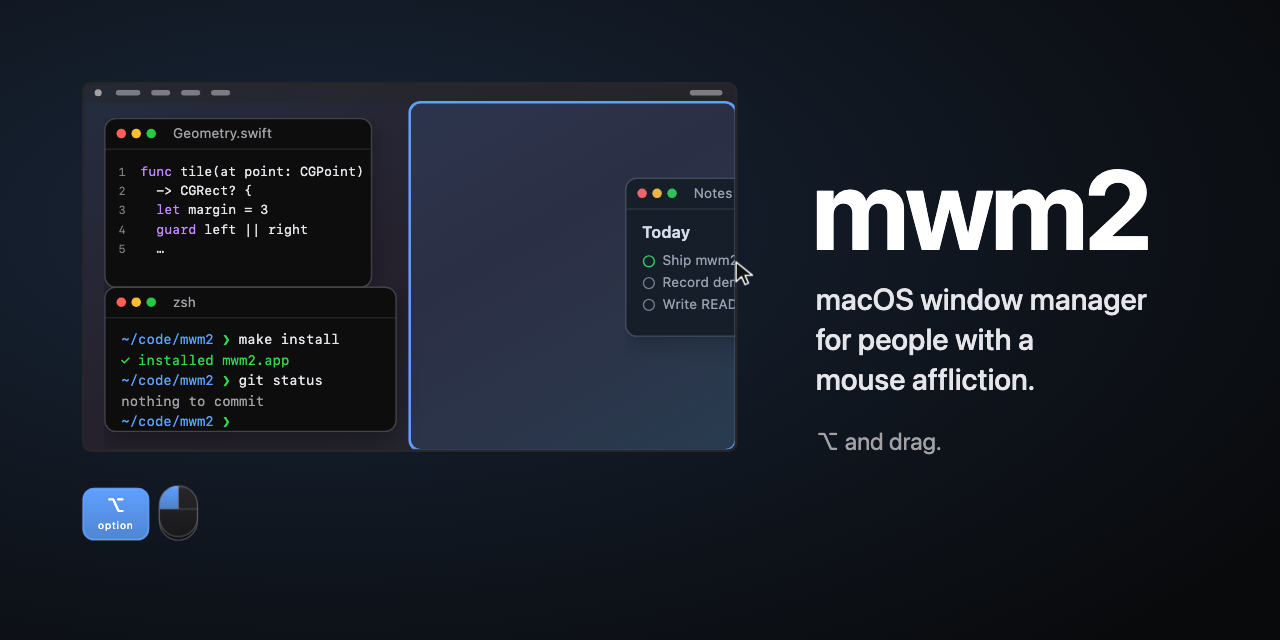 Geometry.swift
1 func tile(at point: CGPoint)
2 -> CGRect? {
3 let margin = 3
4 guard left || right
5 …
zsh
~/code/mwm2 ❯ make install
✓ installed mwm2.app
~/code/mwm2 ❯ git status
nothing to commit
~/code/mwm2 ❯
Notes
Today
Ship mwm2
Record der
Write READ
⌥
option
mwm2
macOS window manager
for people with a
mouse affliction.
⌥ and drag.